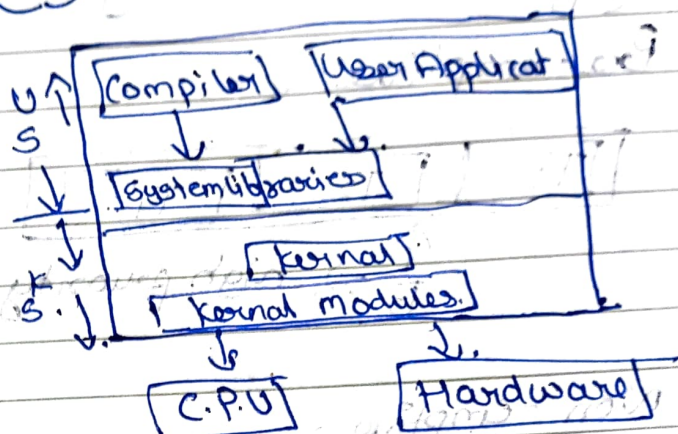 Compiler User Applicat
U
S
System libraries
Kernal
K
S.
Kernal Modules.
C.P.U Hardware